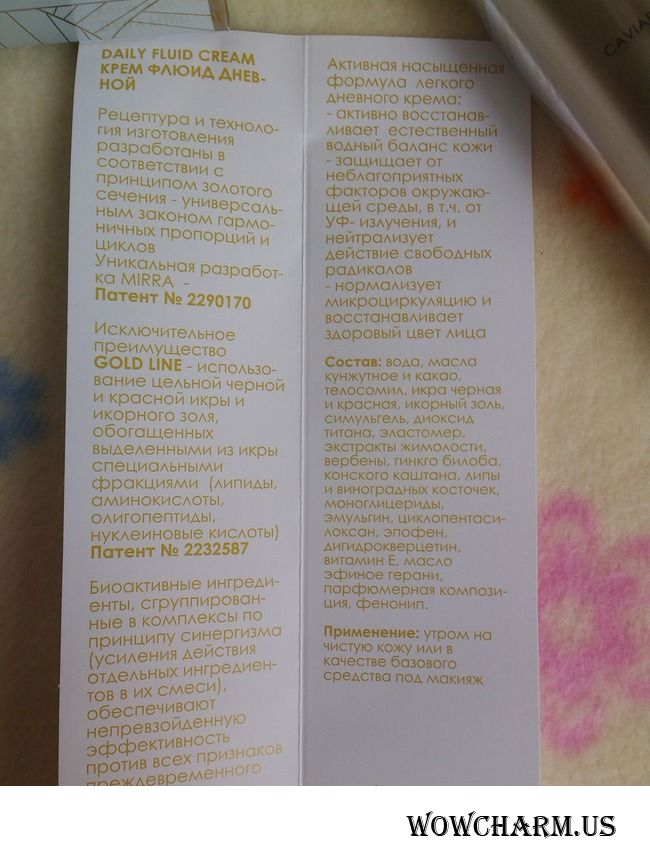 DAILY FLUID CREAM
КРЕМ ФЛЮИД ДНЕВ-
НОЙ
Рецептура и техноло-
гия изготовления
разработаны в
соответствии с
принципом золотого
сечения - универсаль-
ным законом гармо-
ничных пропорций и
циклов
Уникальная разработ-
ка MIRRA -
Патент № 2290170
Исключительное
преимущество
GOLD LINE - использо-
вание цельной черной
и красной икры и
икорного золя,
обогащенных
выделенными из икры
специальными
фракциями (липиды,
аминокислоты,
олигопептиды,
нуклеиновые кислоты)
Патент № 2232587
Биоактивные ингреди-
енты, сгруппирован-
ные в комплексы по
принципу синергизма
(усиления действия
отдельных ингредиен-
тов в их смеси),
обеспечивают
непревзойденную
эффективность
против всех признаков
преждевременного
Активная насыщенная
формула легкого
дневного крема:
- активно восстанав-
ливает естественный
водный баланс кожи
- защищает от
неблагоприятных
факторов окружаю-
щей среды, в т.ч. от
УФ- излучения, и
нейтрализует
действие свободных
радикалов
- нормализует
микроциркуляцию и
восстанавливает
здоровый цвет лица
Состав: вода, масла
кунжутное и какао,
телосомил, икра черная
и красная, икорный золь,
симульгель, диоксид
титана, эластомер,
экстракты жимолости,
вербены, гинкго билоба,
конского каштана, липы
и виноградных косточек,
моноглицериды,
эмульгин, циклопентаси-
локсан, эпофен,
дигидрокверцетин,
витамин Е, масло
эфиное герани,
парфюмерная компози-
ция, фенонип.
Применение: утром на
чистую кожу или в
качестве базового
средства под макияж
CAVIA
WOWCHARM.US